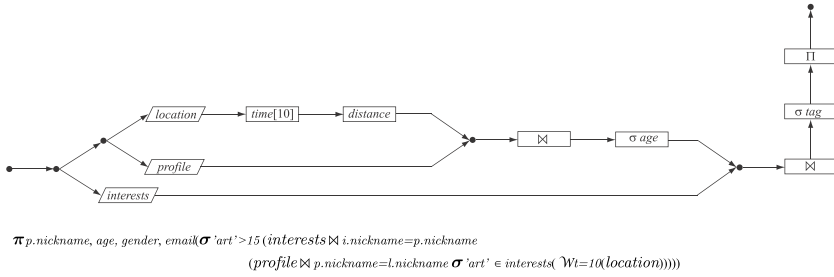 Π
location time[10] distance
σ tag
⋈ σ age
profile
⋈
interests
π p.nickname, age, gender, email(σ 'art'>15 (interests ⋈ i.nickname=p.nickname
(profile ⋈ p.nickname=l.nickname σ 'art' ∈ interests( Wt=10(location)))))